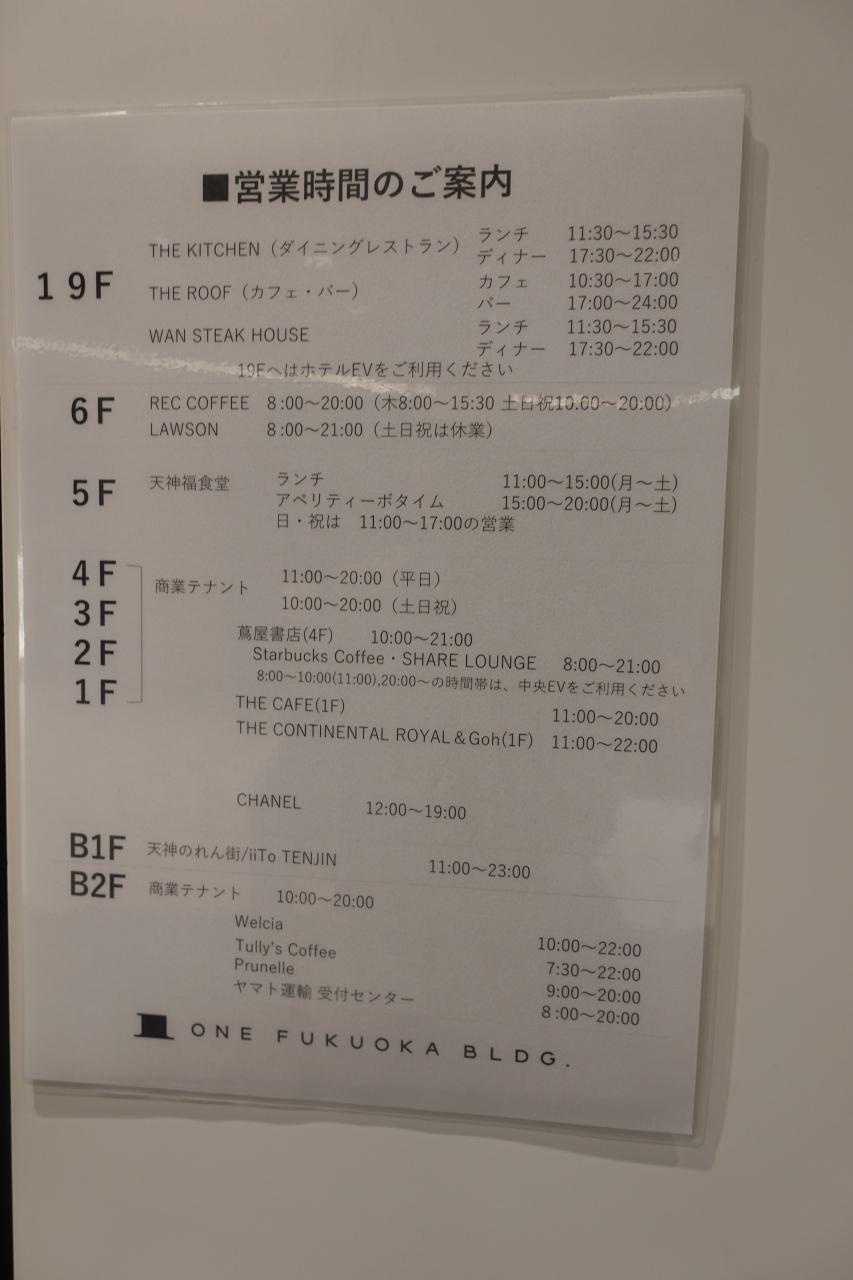 ■営業時間のご案内
19F
THE KITCHEN（ダイニングレストラン） ランチ 11:30～15:30
ディナー 17:30～22:00
THE ROOF（カフェ・バー） カフェ 10:30～17:00
バー 17:00～24:00
WAN STEAK HOUSE ランチ 11:30～15:30
ディナー 17:30～22:00
19Fへはホテル EVをご利用ください
6F
REC COFFEE 8:00～20:00（木8:00～15:30 土日祝10:00～20:00）
LAWSON 8:00～21:00（土日祝は休業）
5F
天神福食堂 ランチ 11:00～15:00(月～土)
アペリティーボタイム 15:00～20:00(月～土)
日・祝は 11:00～17:00の営業
4F
3F
2F
1F
商業テナント 11:00～20:00（平日）
10:00～20:00（土日祝）
蔦屋書店(4F) 10:00～21:00
Starbucks Coffee・SHARE LOUNGE 8:00～21:00
8:00～10:00(11:00),20:00～の時間帯は、中央EVをご利用ください
THE CAFE(1F) 11:00～20:00
THE CONTINENTAL ROYAL＆Goh(1F) 11:00～22:00
CHANEL 12:00～19:00
B1F 天神のれん街/iiTo TENJIN 11:00～23:00
B2F 商業テナント 10:00～20:00
Welcia 10:00～22:00
Tully's Coffee 7:30～22:00
Prunelle 9:00～20:00
ヤマト運輸 受付センター 8:00～20:00
ONE FUKUOKA BLDG.